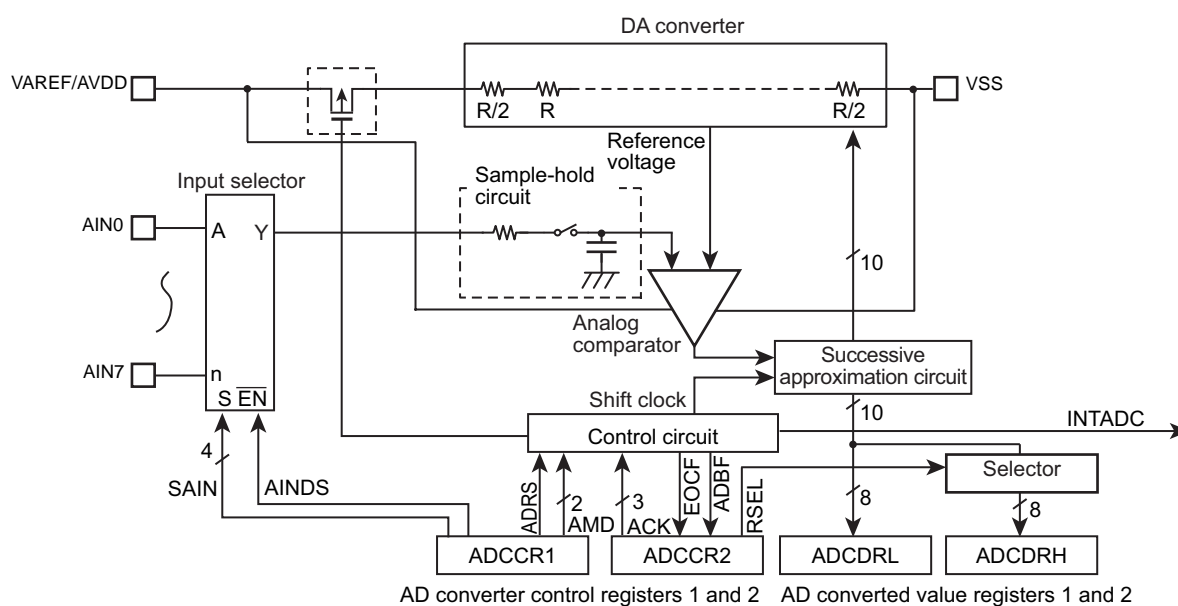 DA converter
VAREF/AVDD
VSS
R/2
R
R/2
Reference
voltage
Sample-hold
circuit
Input selector
AIN0
A
Y
10
Analog
comparator
AIN7
n
S EN
Successive
approximation circuit
Shift clock
10
Control circuit
INTADC
4
SAIN
AINDS
ADRS
2
AMD
3
ACK
EOCF
ADBF
RSEL
Selector
8
8
ADCCR1
ADCCR2
ADCDRL
ADCDRH
AD converter control registers 1 and 2
AD converted value registers 1 and 2